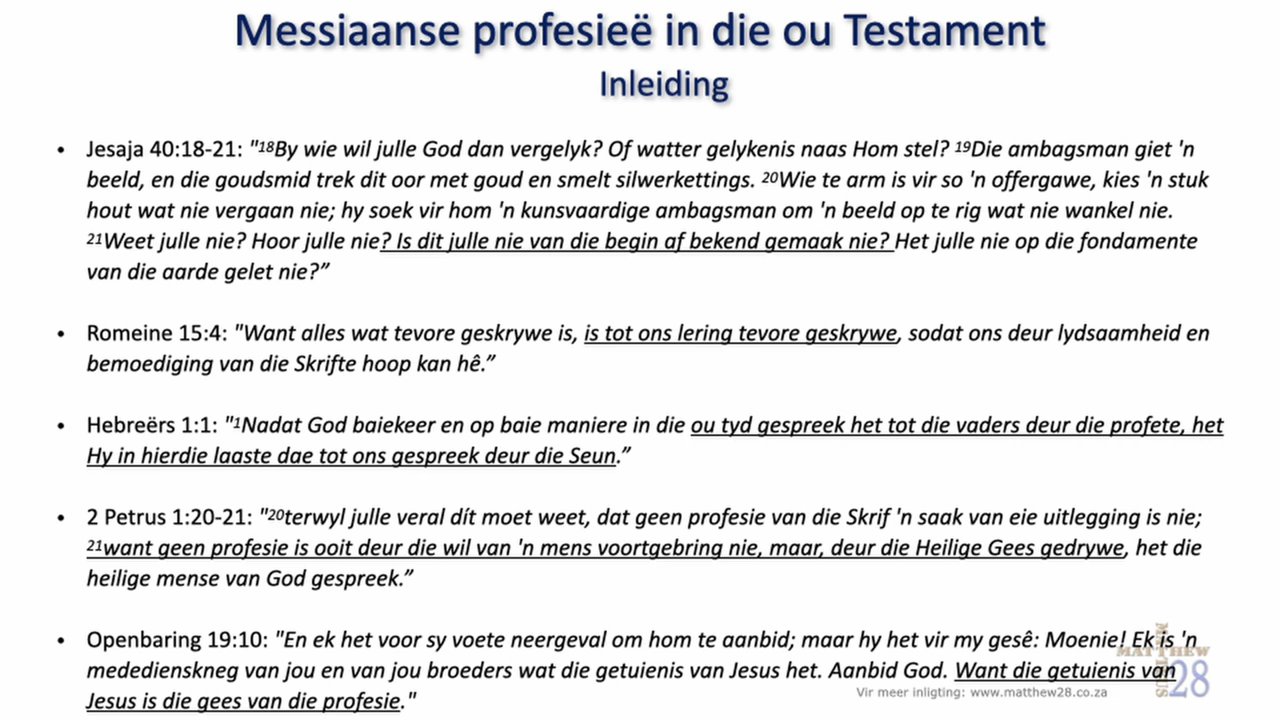 Messiaanse profesieë in die ou Testament
Inleiding
• Jesaja 40:18-21: "¹⁸By wie wil julle God dan vergelyk? Of watter gelykenis naas Hom stel? ¹⁹Die ambagsman giet 'n
beeld, en die goudsmid trek dit oor met goud en smelt silwerkettings. ²⁰Wie te arm is vir so 'n offergawe, kies 'n stuk
hout wat nie vergaan nie; hy soek vir hom 'n kunsvaardige ambagsman om 'n beeld op te rig wat nie wankel nie.
²¹Weet julle nie? Hoor julle nie? Is dit julle nie van die begin af bekend gemaak nie? Het julle nie op die fondamente
van die aarde gelet nie?”
• Romeine 15:4: "Want alles wat tevore geskrywe is, is tot ons lering tevore geskrywe, sodat ons deur lydsaamheid en
bemoediging van die Skrifte hoop kan hê.”
• Hebreërs 1:1: "¹Nadat God baiekeer en op baie maniere in die ou tyd gespreek het tot die vaders deur die profete, het
Hy in hierdie laaste dae tot ons gespreek deur die Seun.”
• 2 Petrus 1:20-21: "²⁰terwyl julle veral dít moet weet, dat geen profesie van die Skrif 'n saak van eie uitlegging is nie;
²¹want geen profesie is ooit deur die wil van 'n mens voortgebring nie, maar, deur die Heilige Gees gedrywe, het die
heilige mense van God gespreek.”
• Openbaring 19:10: "En ek het voor sy voete neergeval om hom te aanbid; maar hy het vir my gesê: Moenie! Ek is 'n
mededienskneg van jou en van jou broeders wat die getuienis van Jesus het. Aanbid God. Want die getuienis van
Jesus is die gees van die profesie."
MATTHEW
MATTEUS
28
Vir meer inligting: www.matthew28.co.za